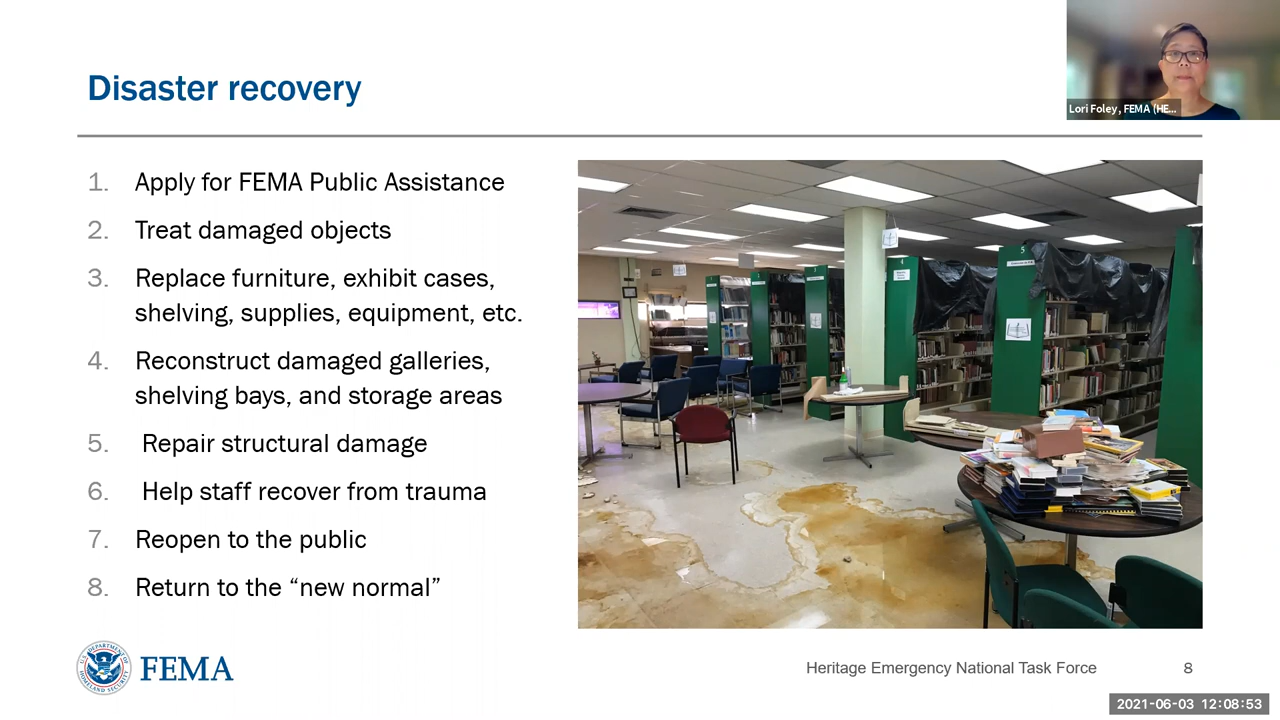 Disaster recovery
Lori Foley, FEMA (HE...
1. Apply for FEMA Public Assistance
2. Treat damaged objects
3. Replace furniture, exhibit cases,
shelving, supplies, equipment, etc.
4. Reconstruct damaged galleries,
shelving bays, and storage areas
5. Repair structural damage
6. Help staff recover from trauma
7. Reopen to the public
8. Return to the “new normal”
5
FEMA
Heritage Emergency National Task Force
8
2021-06-03 12:08:53